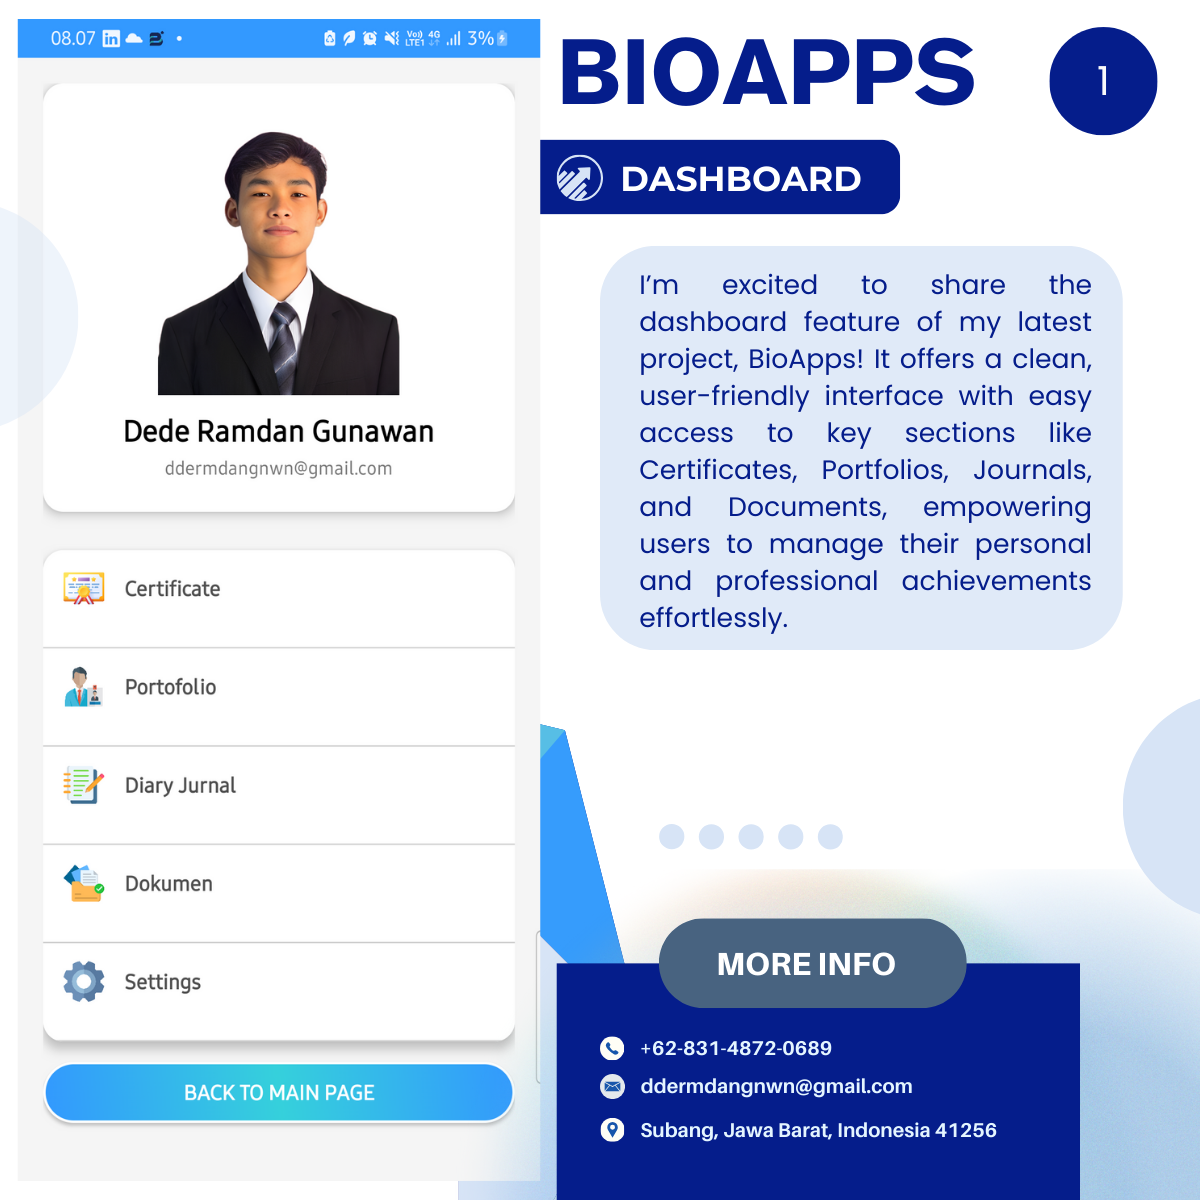 08.07
Vo)) 4G
LTE1
3%
Dede Ramdan Gunawan
ddermdangnwn@gmail.com
Certificate
Portofolio
Diary Jurnal
Dokumen
Settings
BACK TO MAIN PAGE
BIOAPPS
1
DASHBOARD
I’m excited to share the
dashboard feature of my latest
project, BioApps! It offers a clean,
user-friendly interface with easy
access to key sections like
Certificates, Portfolios, Journals,
and Documents, empowering
users to manage their personal
and professional achievements
effortlessly.
MORE INFO
+62-831-4872-0689
ddermdangnwn@gmail.com
Subang, Jawa Barat, Indonesia 41256